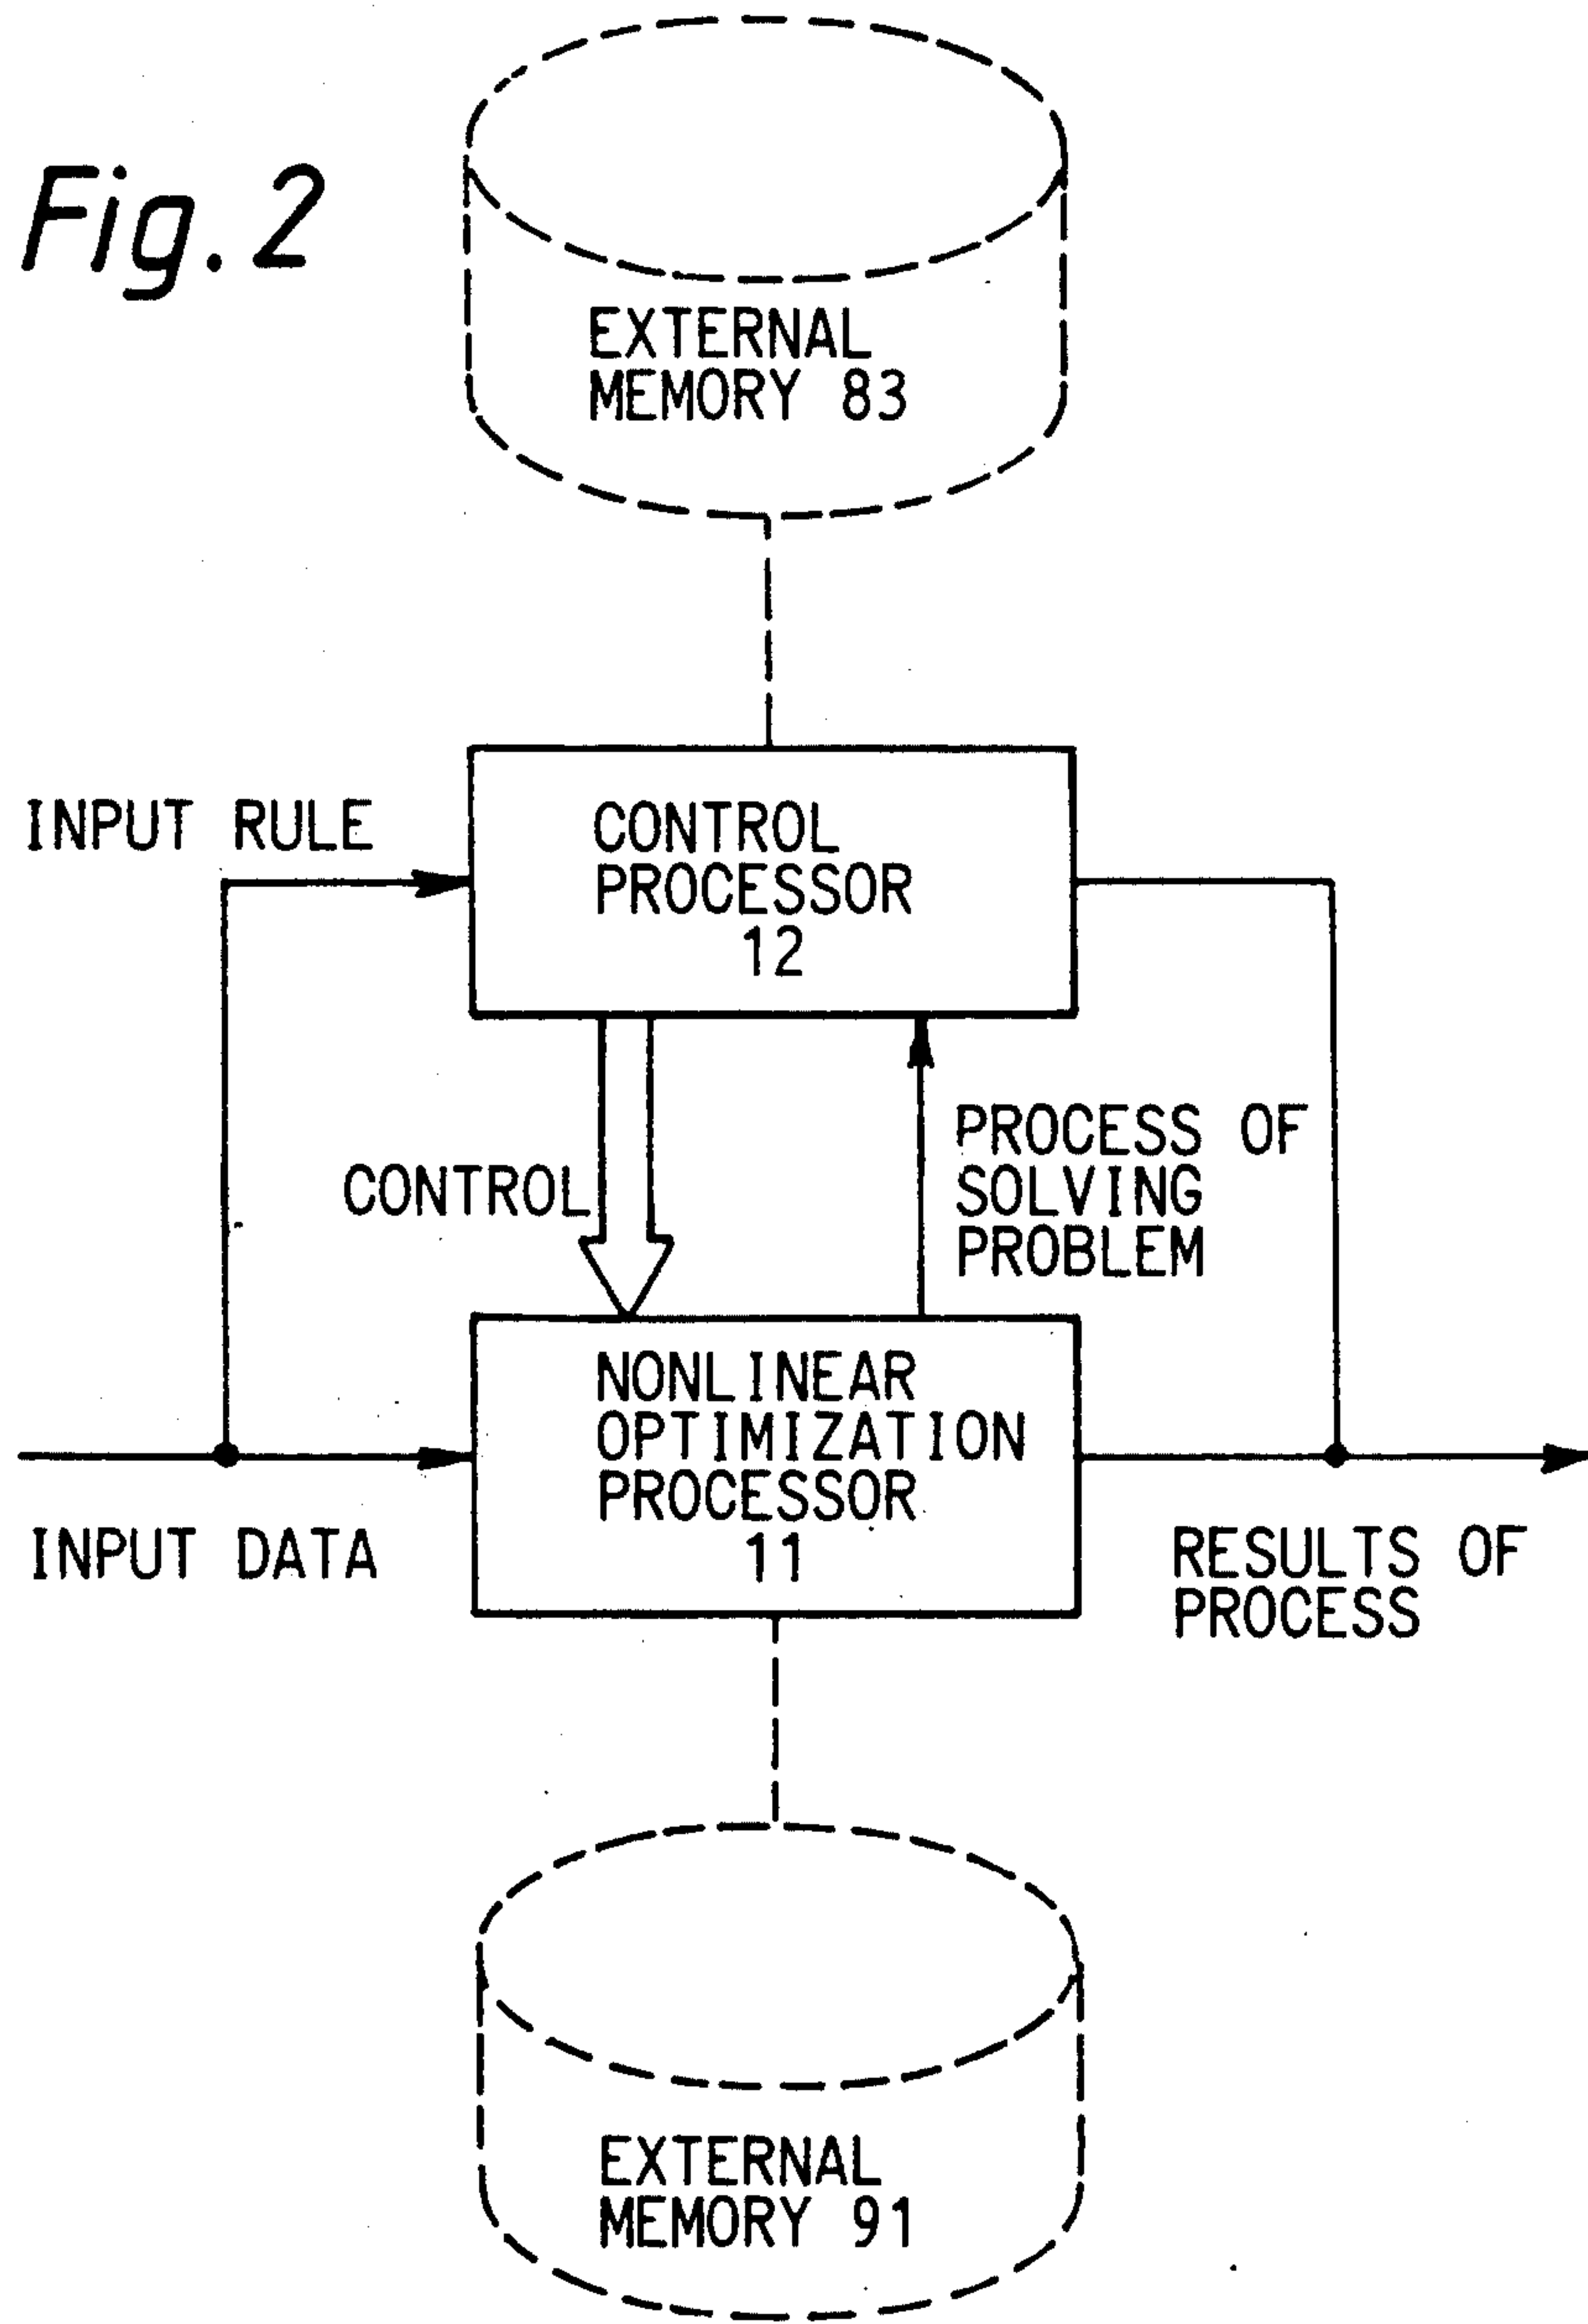 Fig. 2
EXTERNAL
MEMORY 83
INPUT RULE
CONTROL
PROCESSOR
12
CONTROL
PROCESS OF
SOLVING
PROBLEM
NONLINEAR
OPTIMIZATION
PROCESSOR
11
INPUT DATA
RESULTS OF
PROCESS
EXTERNAL
MEMORY 91